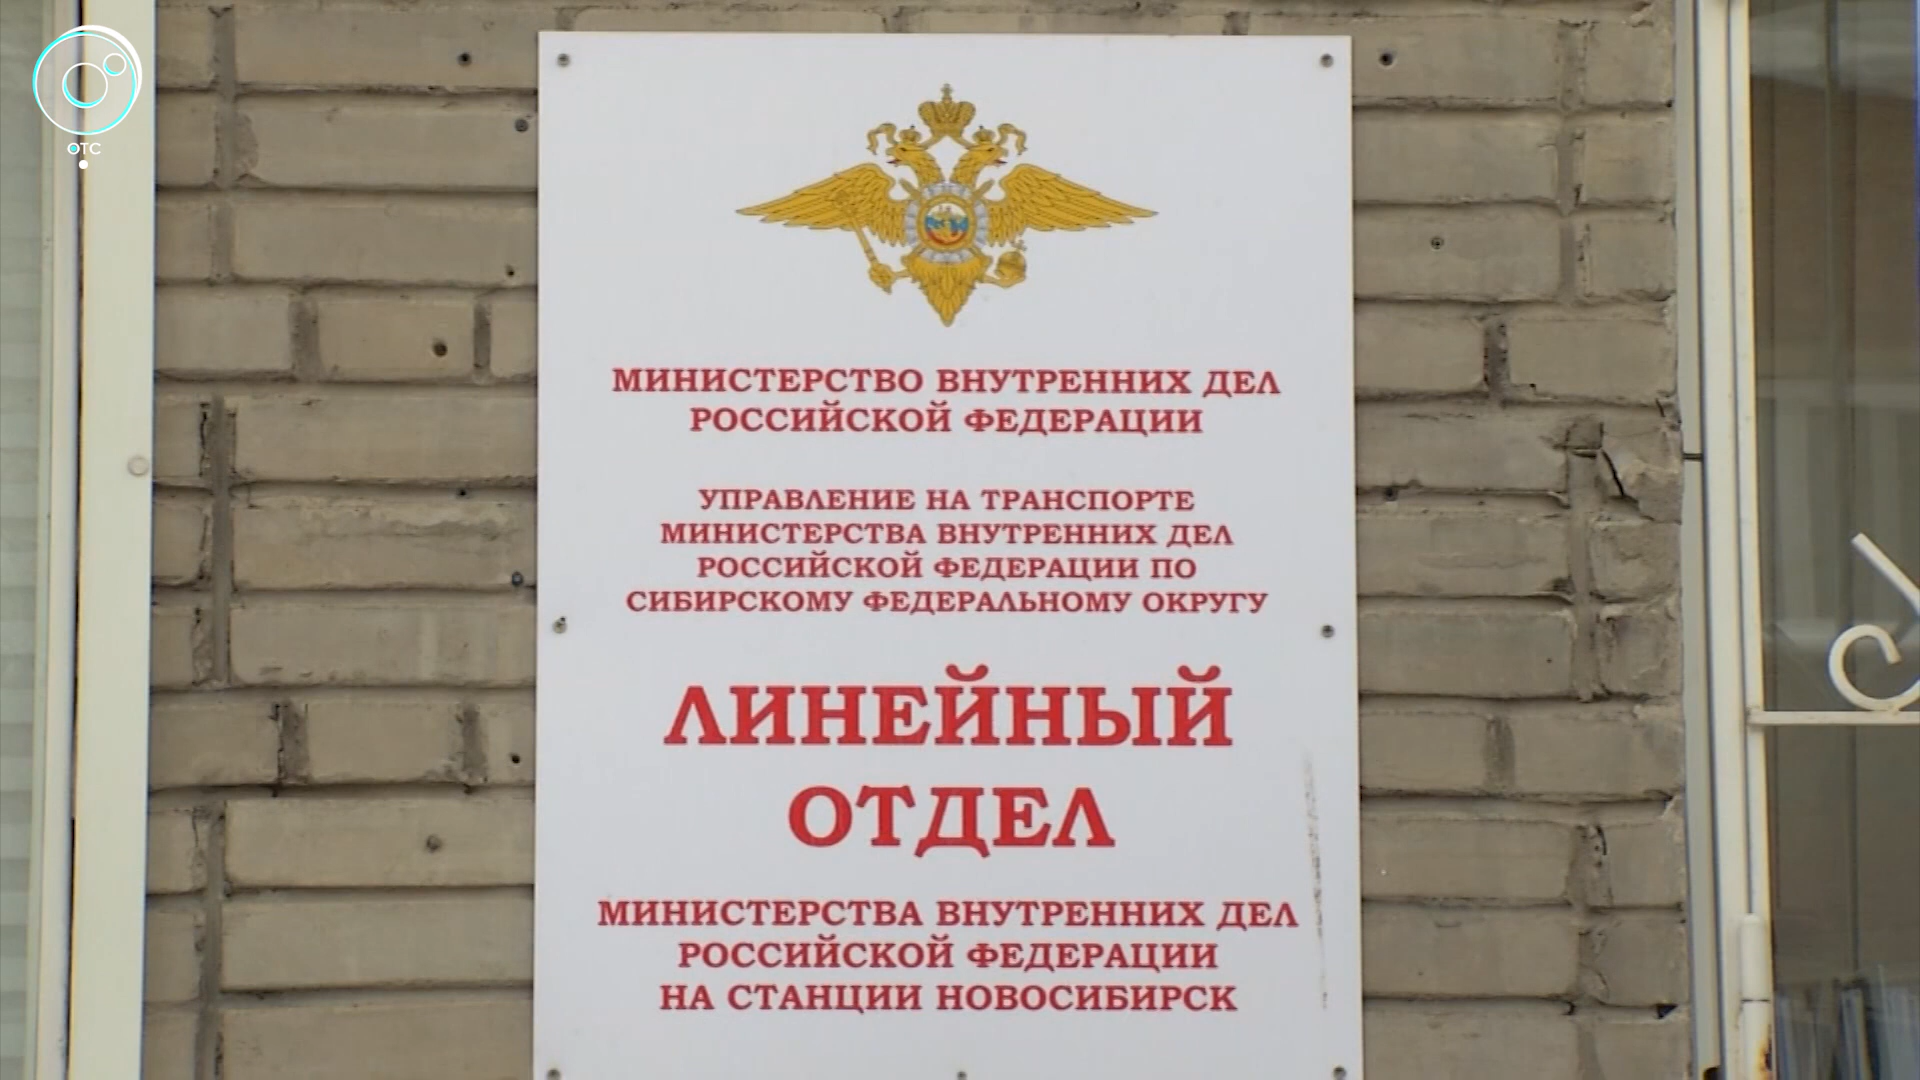 ОТС
МИНИСТЕРСТВО ВНУТРЕННИХ ДЕЛ
РОССИЙСКОЙ ФЕДЕРАЦИИ
УПРАВЛЕНИЕ НА ТРАНСПОРТЕ
МИНИСТЕРСТВА ВНУТРЕННИХ ДЕЛ
РОССИЙСКОЙ ФЕДЕРАЦИИ ПО
СИБИРСКОМУ ФЕДЕРАЛЬНОМУ ОКРУГУ
ЛИНЕЙНЫЙ
ОТДЕЛ
МИНИСТЕРСТВА ВНУТРЕННИХ ДЕЛ
РОССИЙСКОЙ ФЕДЕРАЦИИ
НА СТАНЦИИ НОВОСИБИРСК